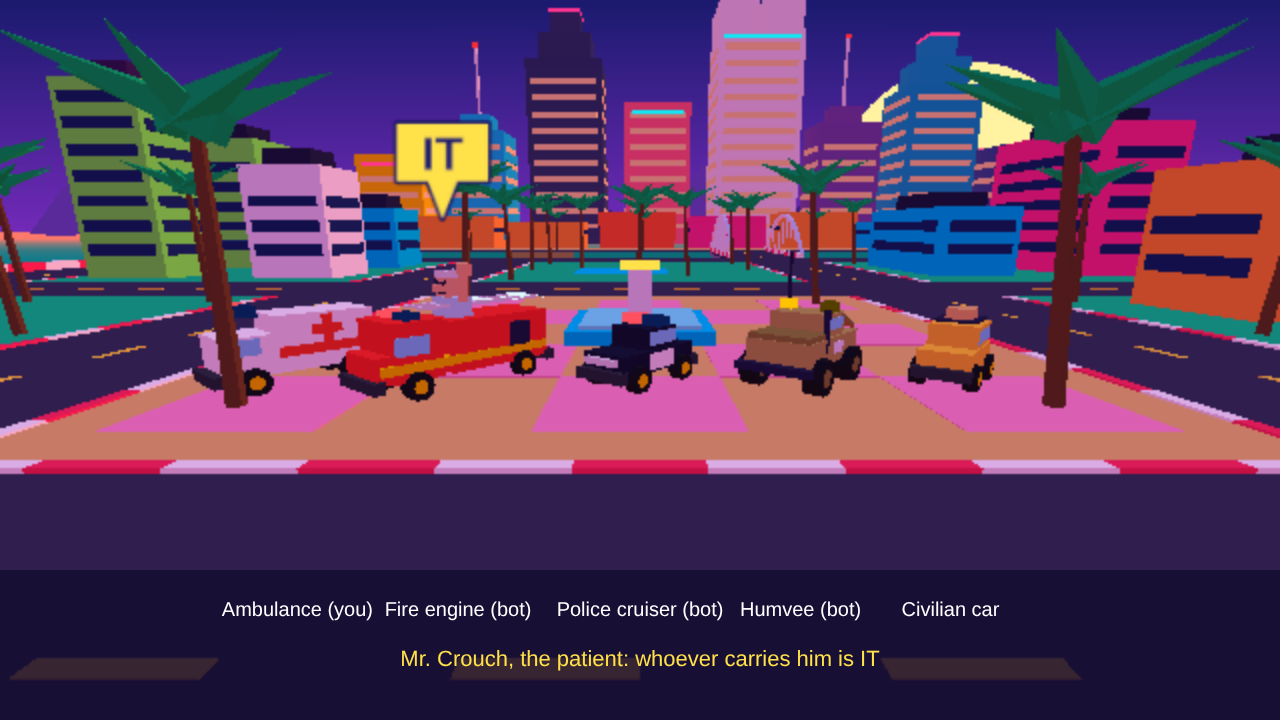 IT
Ambulance (you) Fire engine (bot) Police cruiser (bot) Humvee (bot) Civilian car
Mr. Crouch, the patient: whoever carries him is IT